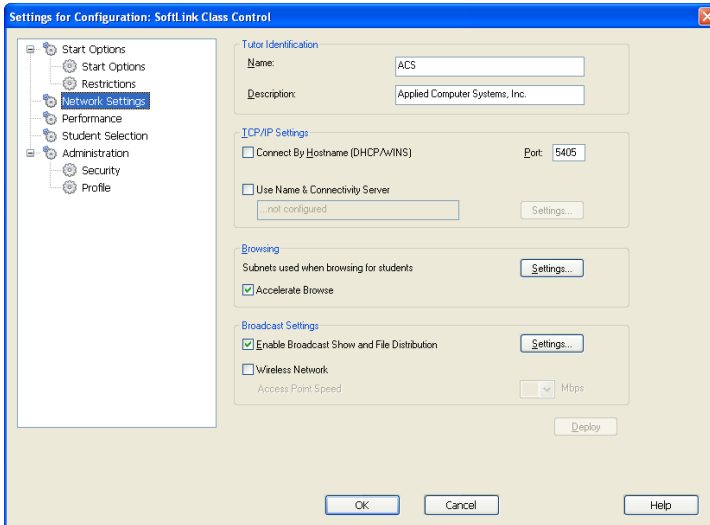 Settings for Configuration: SoftLink Class Control
Start Options
Start Options
Restrictions
Network Settings
Performance
Student Selection
Administration
Security
Profile
Tutor Identification
Name: ACS
Description: Applied Computer Systems, Inc.
TCP/IP Settings
Connect By Hostname (DHCP/WINS) Port: 5405
Use Name & Connectivity Server
...not configured Settings...
Browsing
Subnets used when browsing for students Settings...
Accelerate Browse
Broadcast Settings
Enable Broadcast Show and File Distribution Settings...
Wireless Network
Access Point Speed Mbps
Deploy
OK Cancel Help